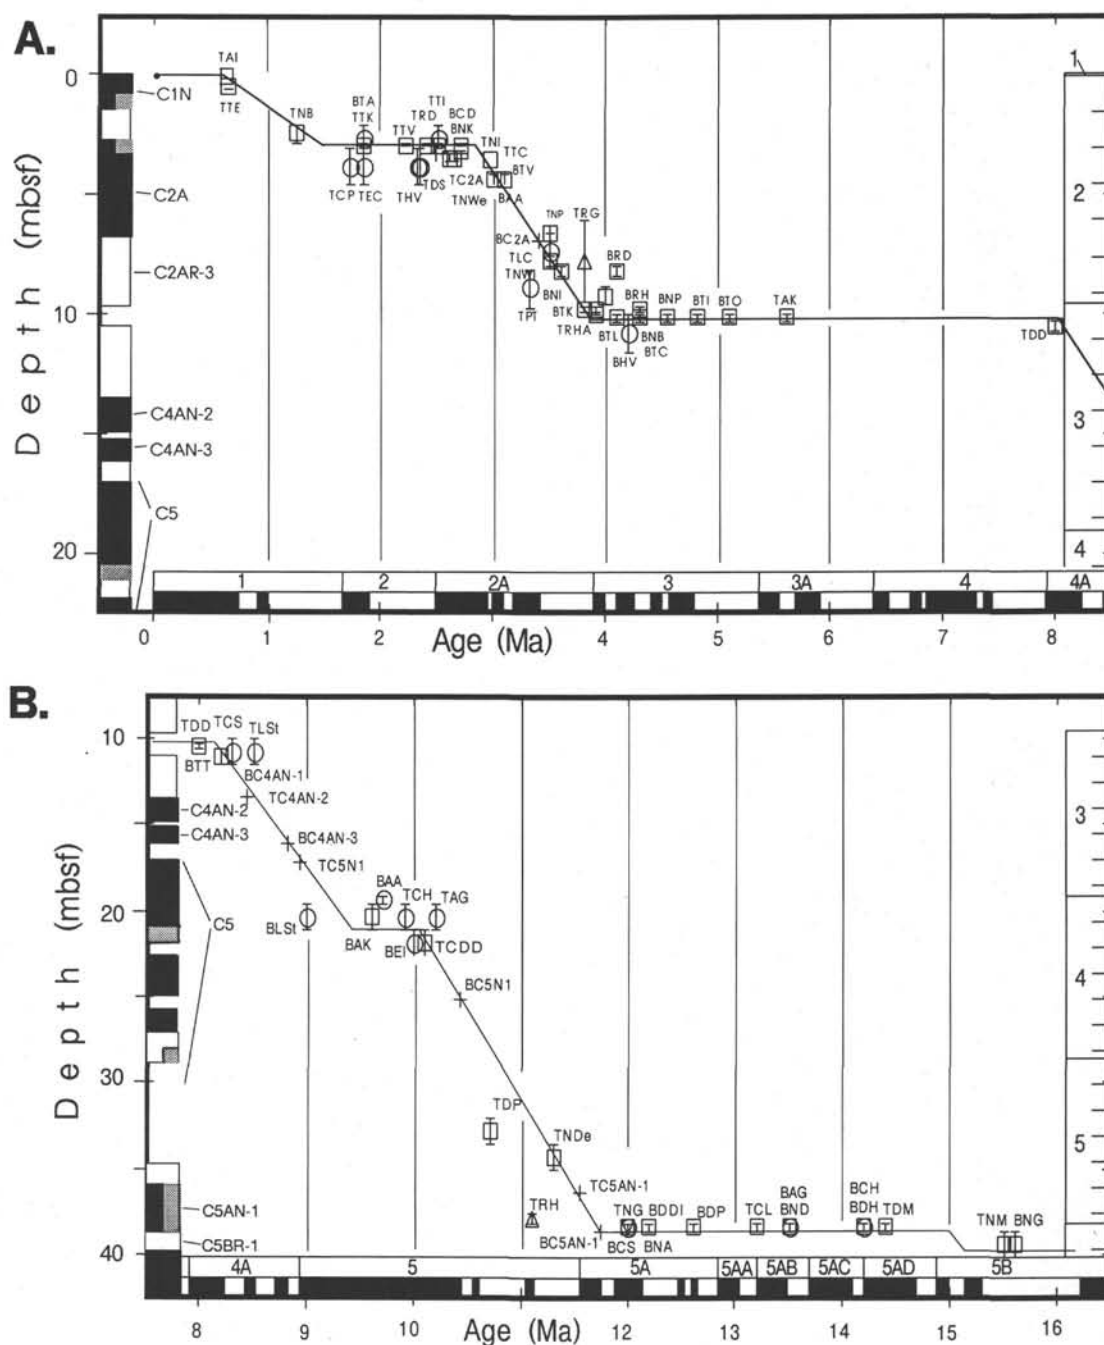 A.
TAI
TTE
TNB
BTA
TTK
TTV
TRD
TTI
BCD
BNK
TNI
TTC
BTV
TCP
TEC
THV
TDS
TC2A
TNWe
BAA
BC2A
TNP
TRG
TLC
TNW
BNI
TPT
BRD
BTK
TRHA
BTL
BRH
BNP
BTI
BTO
TAK
BNB
BTC
BHV
TDD
C1N
C2A
C2AR-3
C4AN-2
C4AN-3
C5
0
10
20
Depth (mbsf)
1
2
3
4
1
2
2A
3
3A
4
4A
0
1
2
3
4
5
6
7
8
Age (Ma)
B.
TDD
TCS
TLSt
BTT
BC4AN-1
TC4AN-2
BC4AN-3
TC5N1
BAA
TCH
TAG
BLSt
BAK
BEI
TCDD
BC5N1
TDP
TNDe
TRH
TC5AN-1
BC5AN-1
TNG
BDDI
BDP
BCS
BNA
TCL
BAG
BND
BCH
BDH
TDM
TNM
BNG
C4AN-2
C4AN-3
C5
C5AN-1
C5BR-1
10
20
30
40
Depth (mbsf)
3
4
5
4A
5
5A
5AA
5AB
5AC
5AD
5B
8
9
10
Age (Ma)
12
13
14
15
16